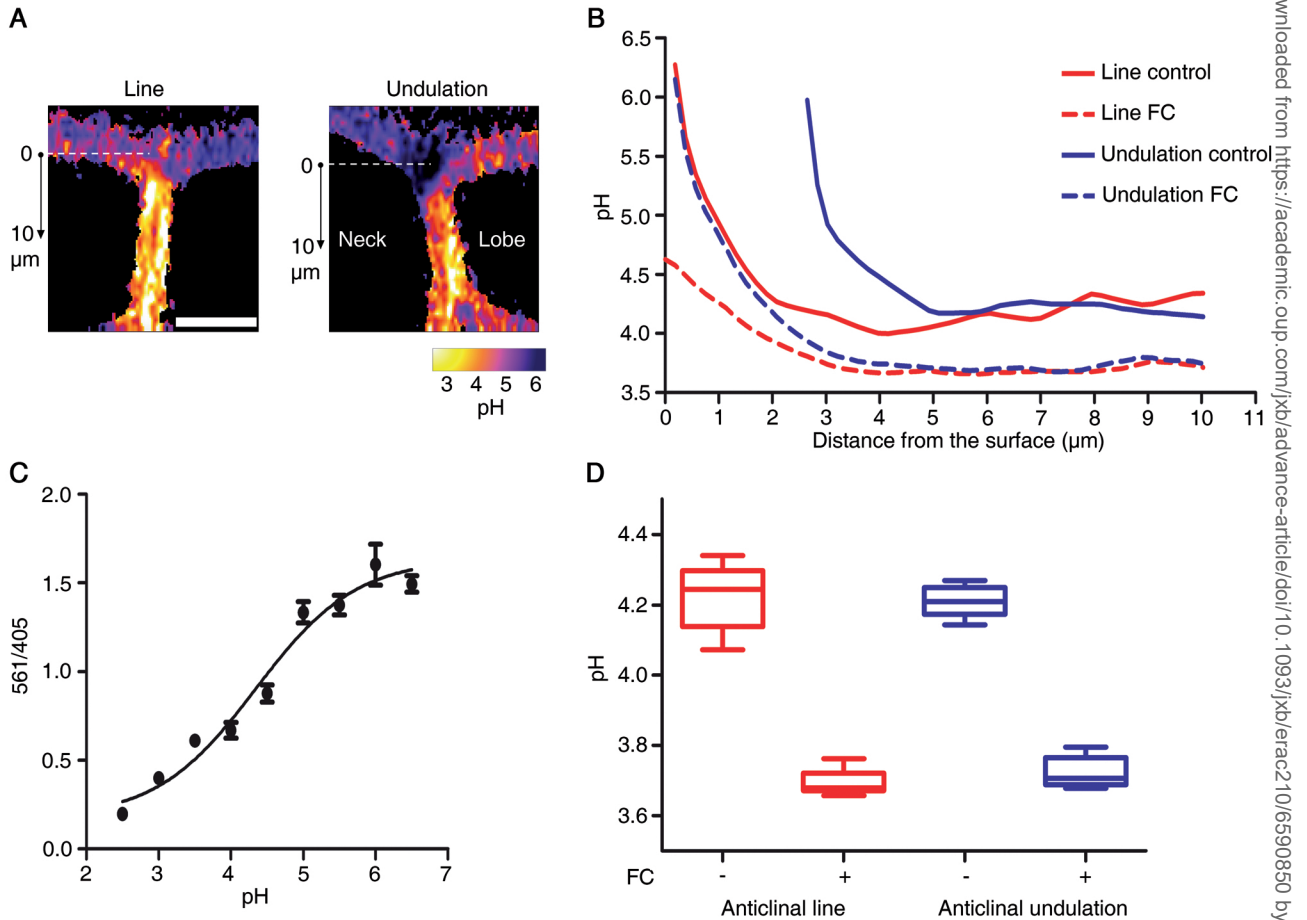 A
Line
Undulation
0
10
μm
0
10
μm
Neck
Lobe
3 4 5 6
pH
B
6.5
6.0
5.5
5.0
4.5
4.0
3.5
pH
0 1 2 3 4 5 6 7 8 9 10 11
Distance from the surface (μm)
Line control
Line FC
Undulation control
Undulation FC
C
2.0
1.5
1.0
0.5
0.0
561/405
2 3 4 5 6 7
pH
D
4.4
4.2
4.0
3.8
3.6
pH
FC - + - +
Anticlinal line Anticlinal undulation
wnloaded from https://academic.oup.com/jxb/advance-article/doi/10.1093/jxb/erac210/6590850 by